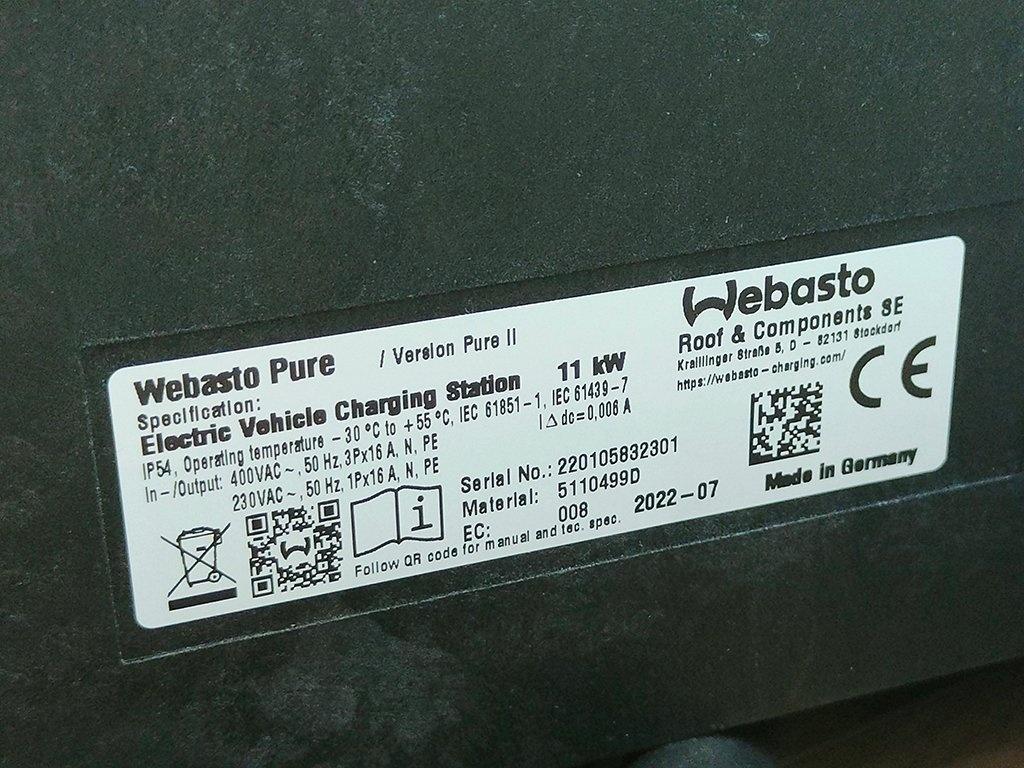 Webasto Pure / Version Pure II
Specification:
Electric Vehicle Charging Station 11 kW
IP54, Operating temperature -30 °C to +55 °C, IEC 61851-1, IEC 61439-7
In-/Output: 400VAC ~, 50 Hz, 3Px16 A, N, PE I Δ dc=0,006 A
230VAC ~, 50 Hz, 1Px16 A, N, PE
Serial No.: 220105832301
Material: 5110499D
EC: 008 2022-07
Follow QR code for manual and tec. spec.
Webasto
Roof & Components SE
Kraillinger Straße 5, D - 82131 Stockdorf
https://webasto-charging.com/
CE
Made in Germany